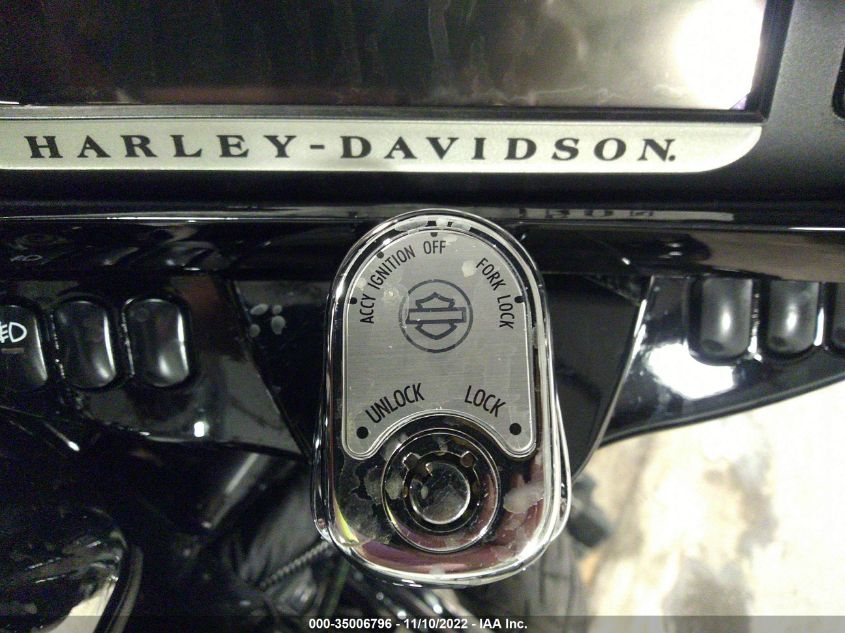 HARLEY-DAVIDSON.
ACCY IGNITION OFF FORK LOCK
UNLOCK LOCK
000-35006796 - 11/10/2022 - IAA Inc.